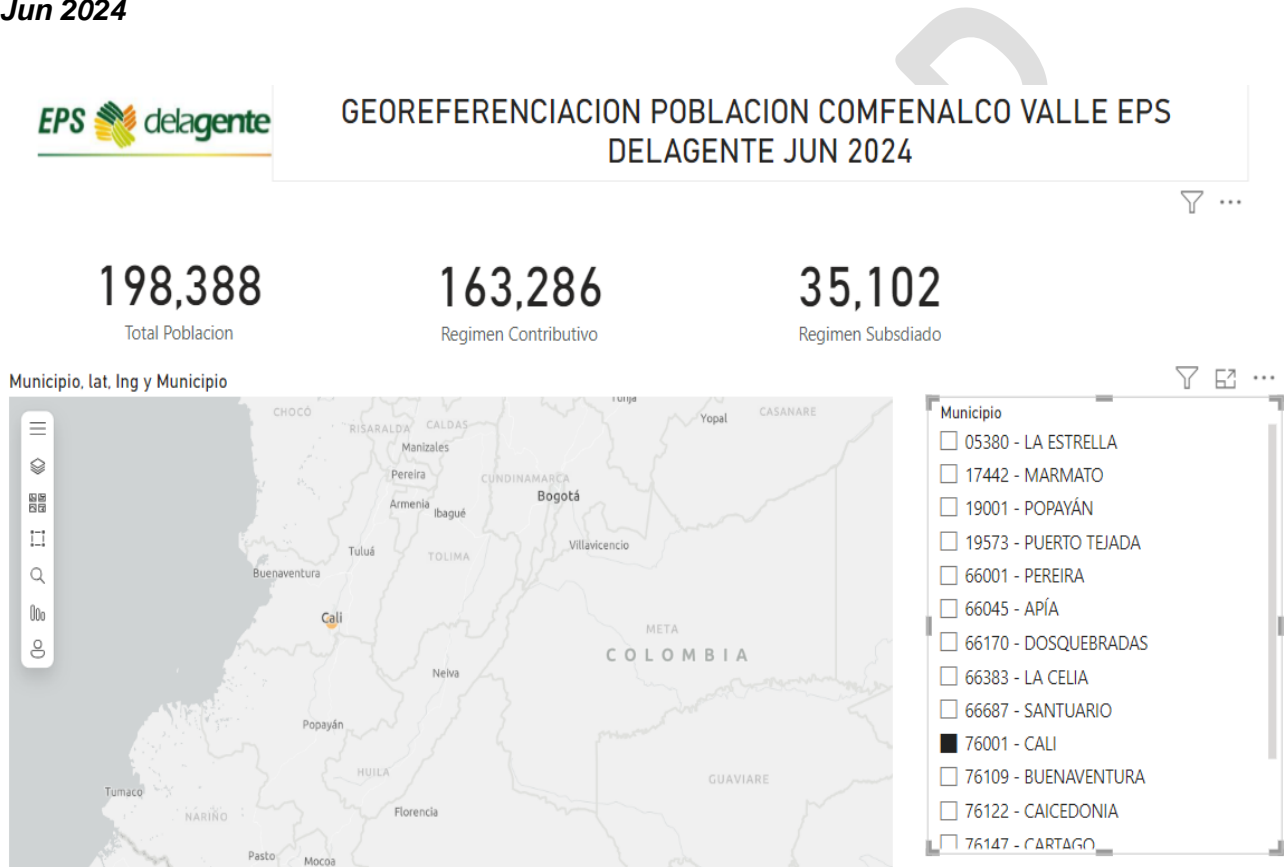 Jun 2024
EPS delagente
GEOREFERENCIACION POBLACION COMFENALCO VALLE EPS
DELAGENTE JUN 2024
198,388
Total Poblacion
163,286
Regimen Contributivo
35,102
Regimen Subsdiado
Municipio, lat, lng y Municipio
CHOCÓ
RISARALDA
CALDAS
Yopal
CASANARE
Manizales
Pereira
CUNDINAMARCA
Bogotá
Armenia
Ibagué
Tuluá
TOLIMA
Villavicencio
Buenaventura
Cali
META
COLOMBIA
Neiva
Popayán
HUILA
GUAVIARE
Tumaco
NARIÑO
Florencia
Pasto
Mocoa
Municipio
05380 - LA ESTRELLA
17442 - MARMATO
19001 - POPAYÁN
19573 - PUERTO TEJADA
66001 - PEREIRA
66045 - APÍA
66170 - DOSQUEBRADAS
66383 - LA CELIA
66687 - SANTUARIO
76001 - CALI
76109 - BUENAVENTURA
76122 - CAICEDONIA
76147 - CARTAGO